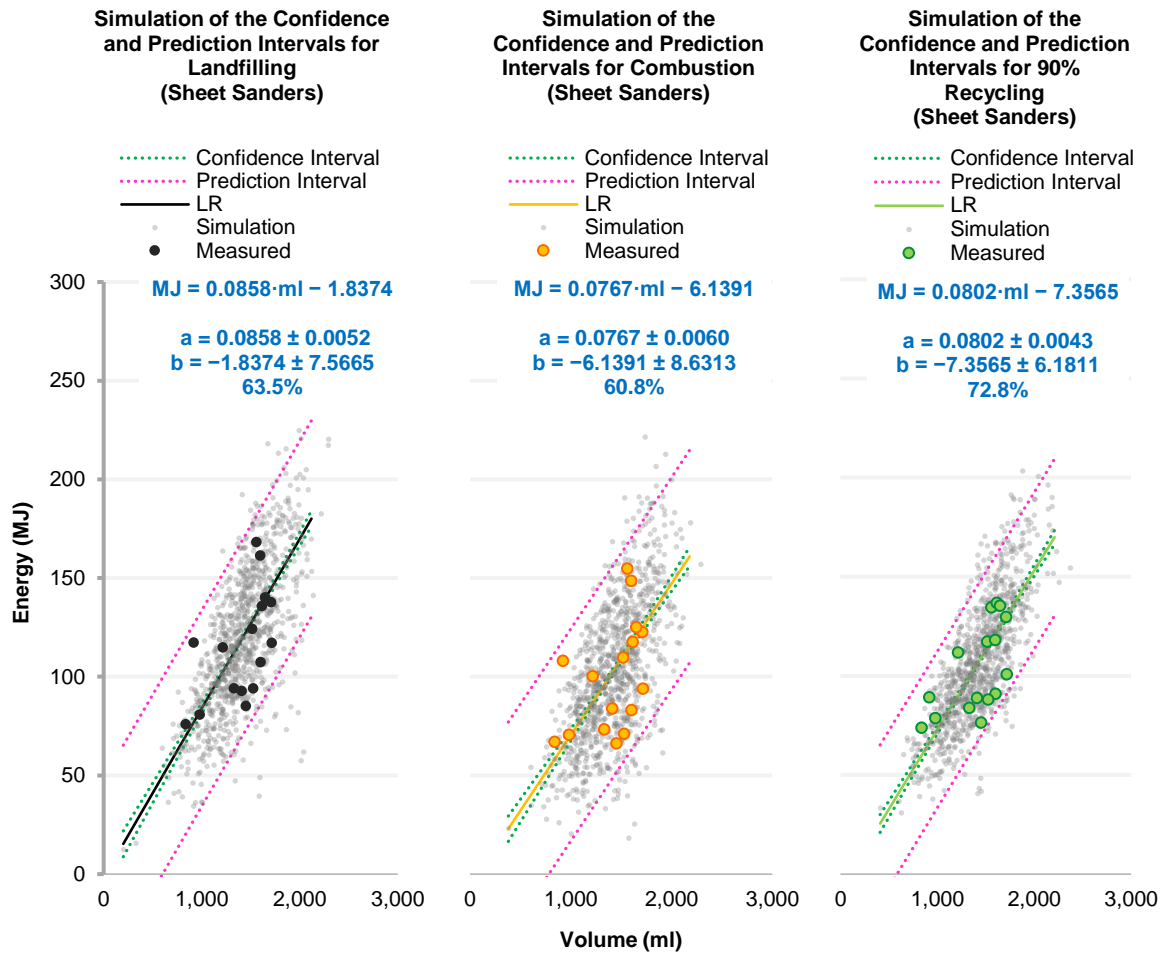 Simulation of the Confidence
and Prediction Intervals for
Landfilling
(Sheet Sanders)
Confidence Interval
Prediction Interval
LR
Simulation
Measured
MJ = 0.0858·ml − 1.8374
a = 0.0858 ± 0.0052
b = −1.8374 ± 7.5665
63.5%
Simulation of the
Confidence and Prediction
Intervals for Combustion
(Sheet Sanders)
Confidence Interval
Prediction Interval
LR
Simulation
Measured
MJ = 0.0767·ml − 6.1391
a = 0.0767 ± 0.0060
b = −6.1391 ± 8.6313
60.8%
Simulation of the
Confidence and Prediction
Intervals for 90%
Recycling
(Sheet Sanders)
Confidence Interval
Prediction Interval
LR
Simulation
Measured
MJ = 0.0802·ml − 7.3565
a = 0.0802 ± 0.0043
b = −7.3565 ± 6.1811
72.8%
Energy (MJ)
300
250
200
150
100
50
0
0 1,000 2,000 3,000
0 1,000 2,000 3,000
0 1,000 2,000 3,000
Volume (ml)